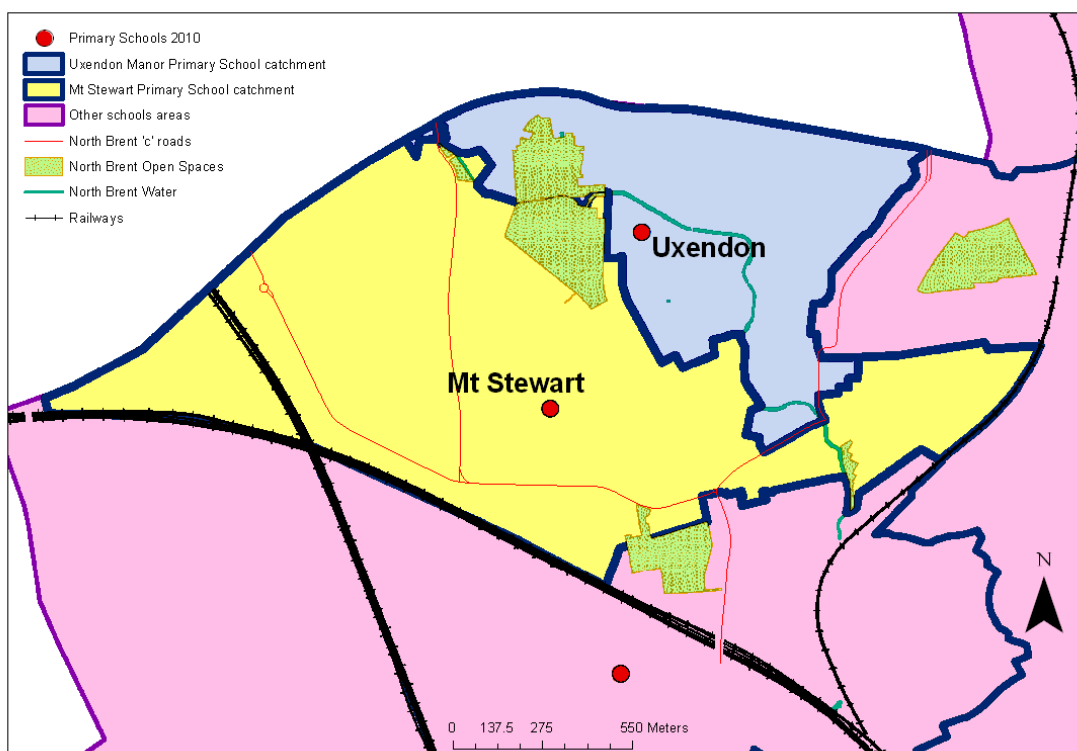 Primary Schools 2010
Uxendon Manor Primary School catchment
Mt Stewart Primary School catchment
Other schools areas
North Brent 'c' roads
North Brent Open Spaces
North Brent Water
Railways
Uxendon
Mt Stewart
N
0 137.5 275 550 Meters